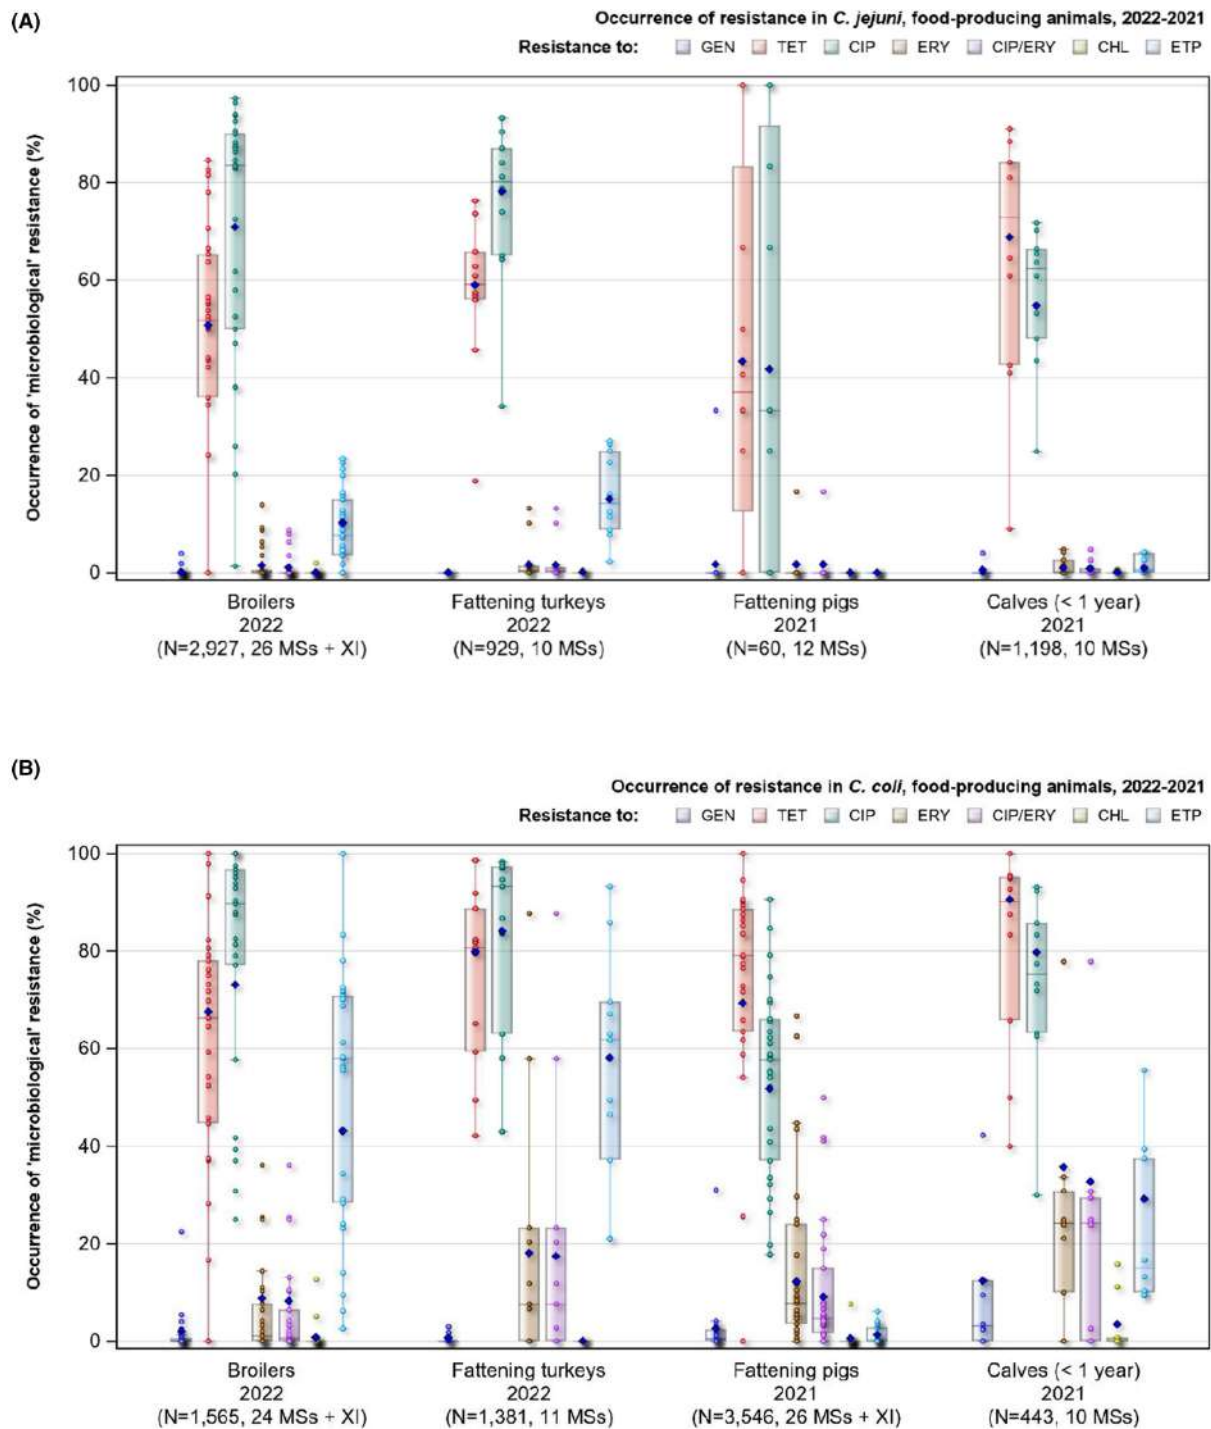 (A)
Occurrence of resistance in C. jejuni, food-producing animals, 2022-2021
Resistance to: GEN TET CIP ERY CIP/ERY CHL ETP
Occurrence of 'microbiological' resistance (%)
100
80
60
40
20
0
Broilers Fattening turkeys Fattening pigs Calves (< 1 year)
2022 2022 2021 2021
(N=2,927, 26 MSs + XI) (N=929, 10 MSs) (N=60, 12 MSs) (N=1,198, 10 MSs)
(B)
Occurrence of resistance in C. coli, food-producing animals, 2022-2021
Resistance to: GEN TET CIP ERY CIP/ERY CHL ETP
Occurrence of 'microbiological' resistance (%)
100
80
60
40
20
0
Broilers Fattening turkeys Fattening pigs Calves (< 1 year)
2022 2022 2021 2021
(N=1,565, 24 MSs + XI) (N=1,381, 11 MSs) (N=3,546, 26 MSs + XI) (N=443, 10 MSs)